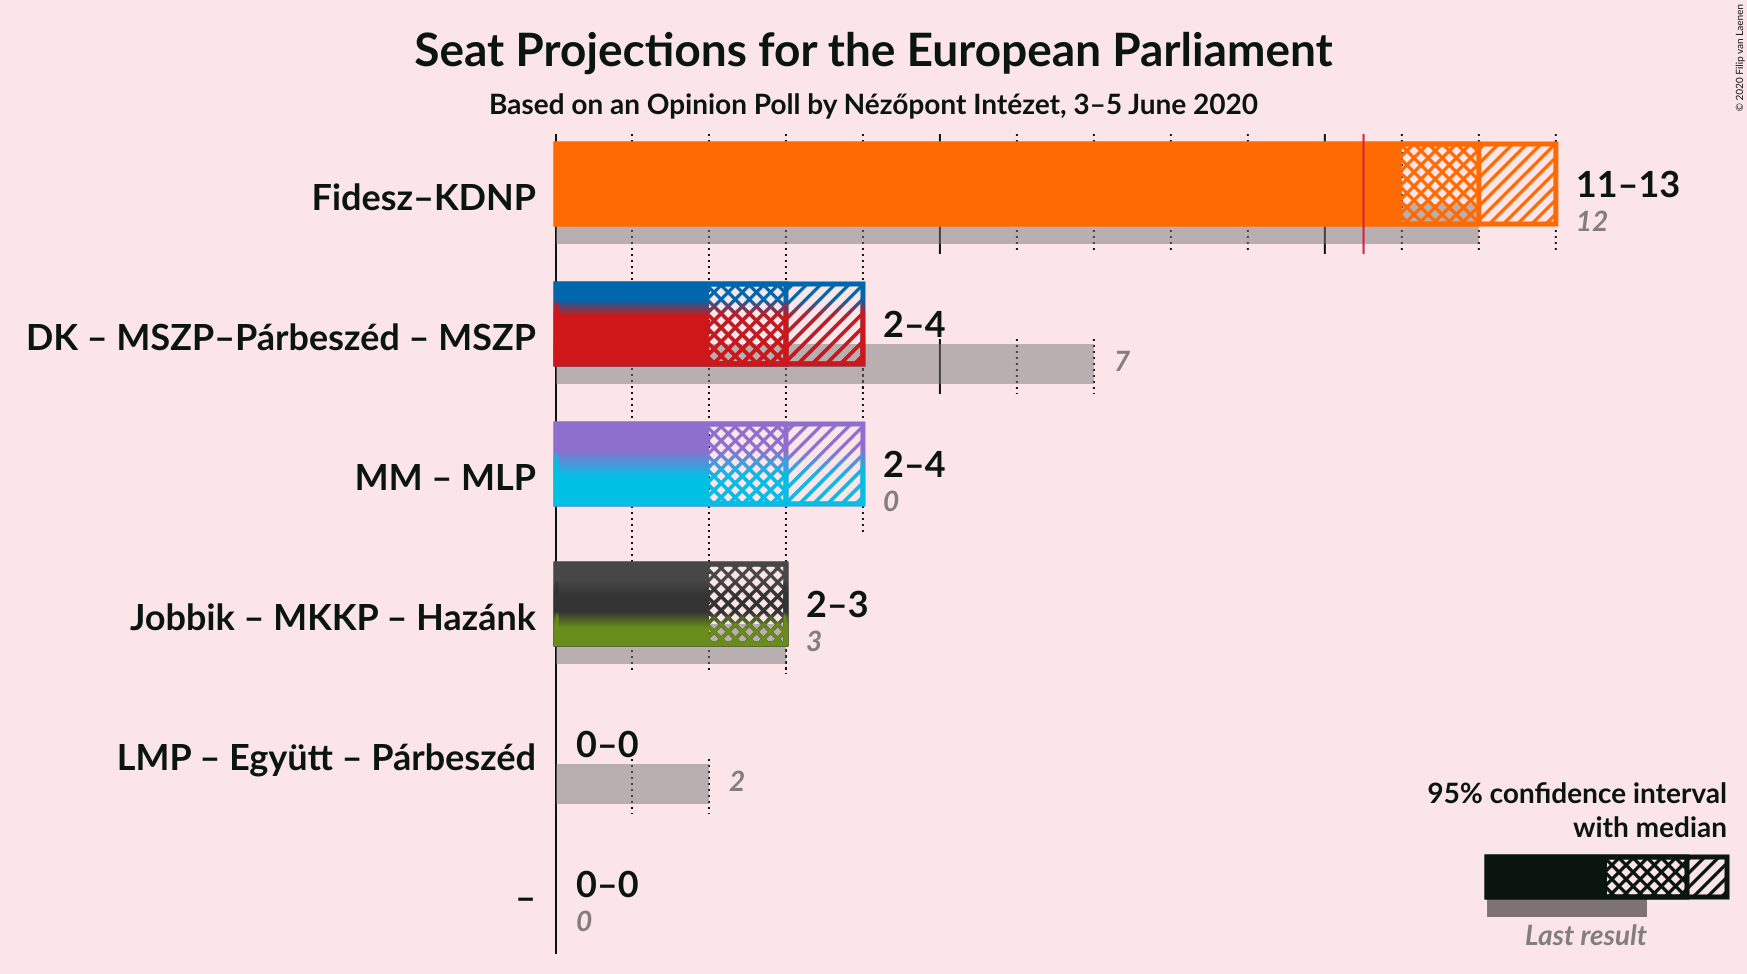 Seat Projections for the European Parliament
Based on an Opinion Poll by Nézőpont Intézet, 3–5 June 2020
© 2020 Filip van Laenen
Fidesz–KDNP
11–13
12
DK – MSZP–Párbeszéd – MSZP
2–4
7
MM – MLP
2–4
0
Jobbik – MKKP – Hazánk
2–3
3
LMP – Együtt – Párbeszéd
0–0
2
–
0–0
0
95% confidence interval
with median
Last result